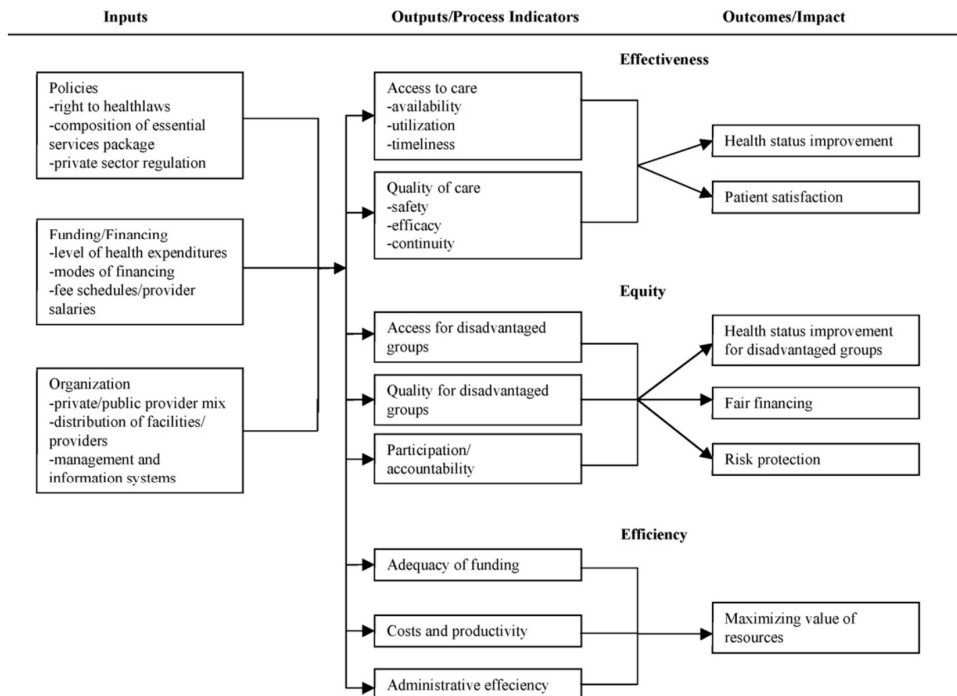 Inputs
Outputs/Process Indicators
Outcomes/Impact
Policies
-right to healthlaws
-composition of essential
services package
-private sector regulation
Funding/Financing
-level of health expenditures
-modes of financing
-fee schedules/provider
salaries
Organization
-private/public provider mix
-distribution of facilities/
providers
-management and
information systems
Access to care
-availability
-utilization
-timeliness
Quality of care
-safety
-efficacy
-continuity
Access for disadvantaged
groups
Quality for disadvantaged
groups
Participation/
accountability
Adequacy of funding
Costs and productivity
Administrative effeciency
Effectiveness
Health status improvement
Patient satisfaction
Equity
Health status improvement
for disadvantaged groups
Fair financing
Risk protection
Efficiency
Maximizing value of
resources